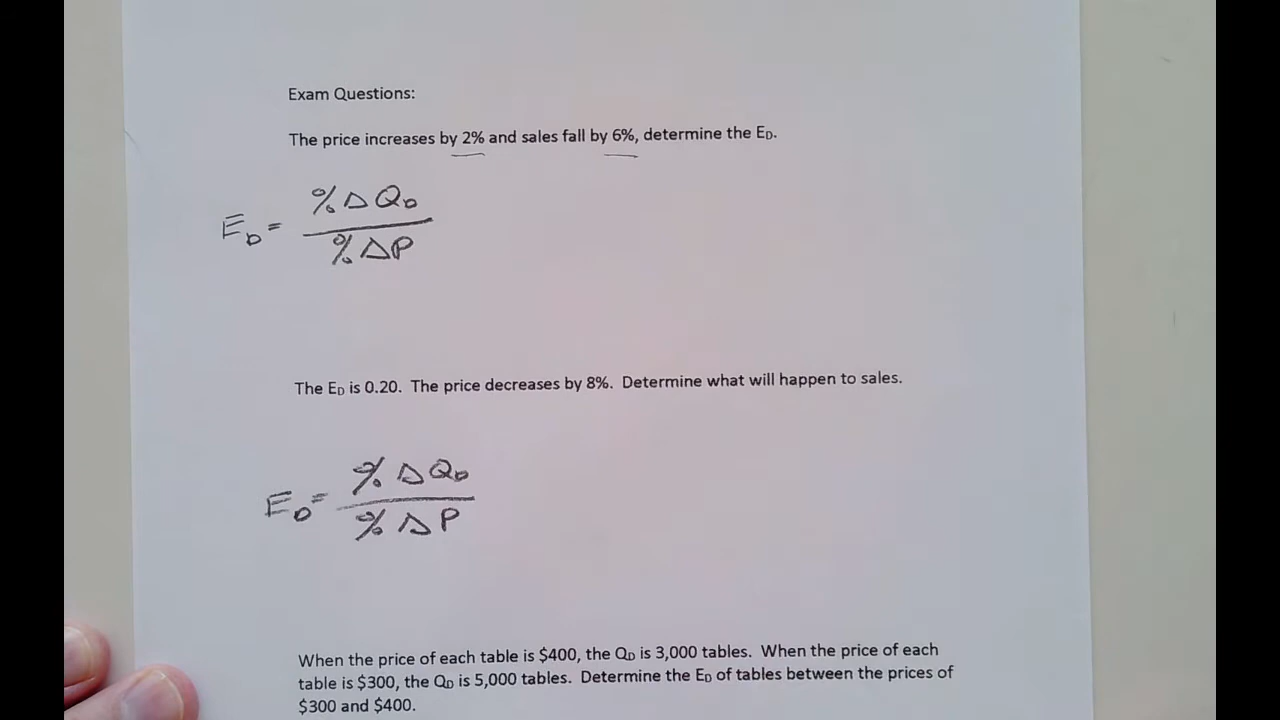 Exam Questions:
The price increases by 2% and sales fall by 6%, determine the ED.
ED = %ΔQD
%ΔP
The ED is 0.20. The price decreases by 8%. Determine what will happen to sales.
ED = %ΔQD
%ΔP
When the price of each table is $400, the QD is 3,000 tables. When the price of each
table is $300, the QD is 5,000 tables. Determine the ED of tables between the prices of
$300 and $400.